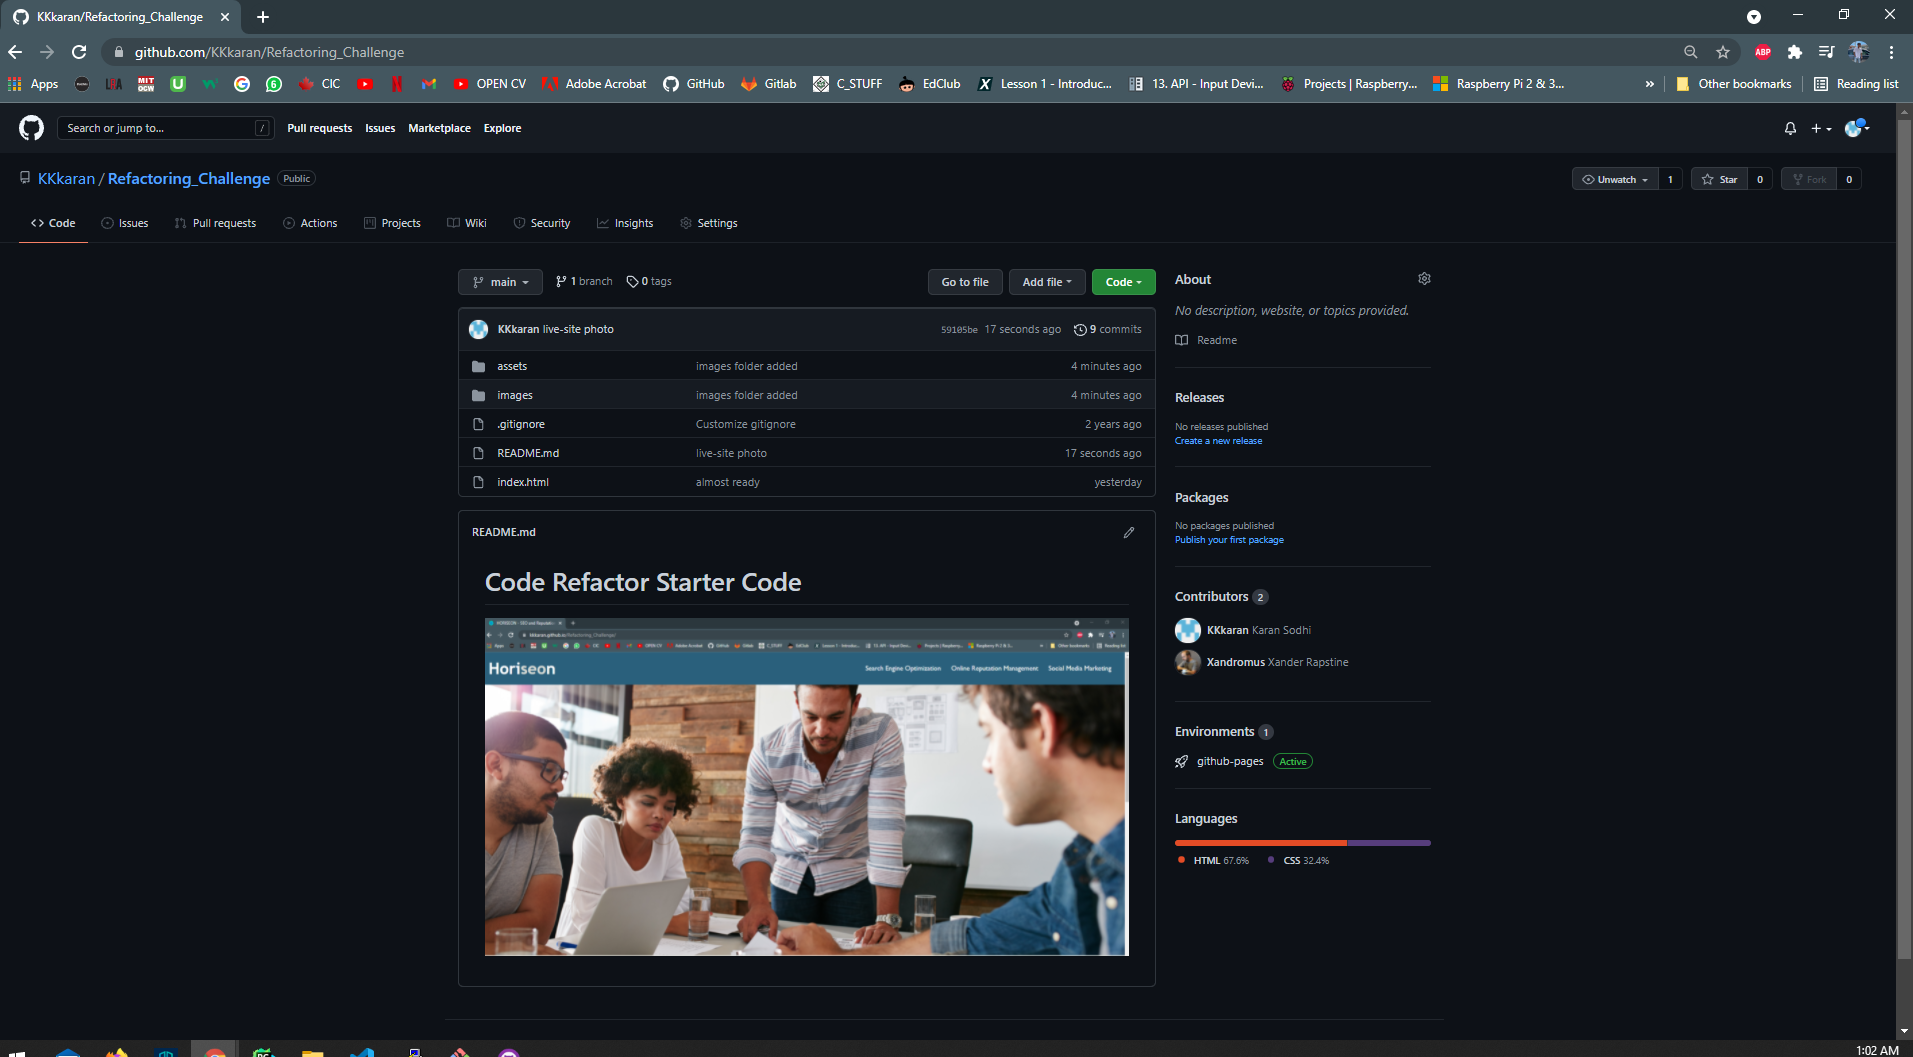 KKkaran/Refactoring_Challenge
github.com/KKkaran/Refactoring_Challenge
ABP
Apps
MIT OCW
CIC
OPEN CV
Adobe Acrobat
GitHub
Gitlab
C_STUFF
EdClub
Lesson 1 - Introduc...
13. API - Input Devi...
Projects | Raspberry...
Raspberry Pi 2 & 3...
»
Other bookmarks
Reading list
Search or jump to...
/
Pull requests
Issues
Marketplace
Explore
KKkaran / Refactoring_Challenge
Public
Unwatch 1
Star 0
Fork 0
Code
Issues
Pull requests
Actions
Projects
Wiki
Security
Insights
Settings
main
1 branch
0 tags
Go to file
Add file
Code
KKkaran live-site photo
59105be 17 seconds ago
9 commits
assets images folder added 4 minutes ago
images images folder added 4 minutes ago
.gitignore Customize gitignore 2 years ago
README.md live-site photo 17 seconds ago
index.html almost ready yesterday
README.md
Code Refactor Starter Code
Horiseon
Search Engine Optimization
Online Reputation Management
Social Media Marketing
About
No description, website, or topics provided.
Readme
Releases
No releases published
Create a new release
Packages
No packages published
Publish your first package
Contributors 2
KKkaran Karan Sodhi
Xandromus Xander Rapstine
Environments 1
github-pages Active
Languages
HTML 67.6%
CSS 32.4%
1:02 AM